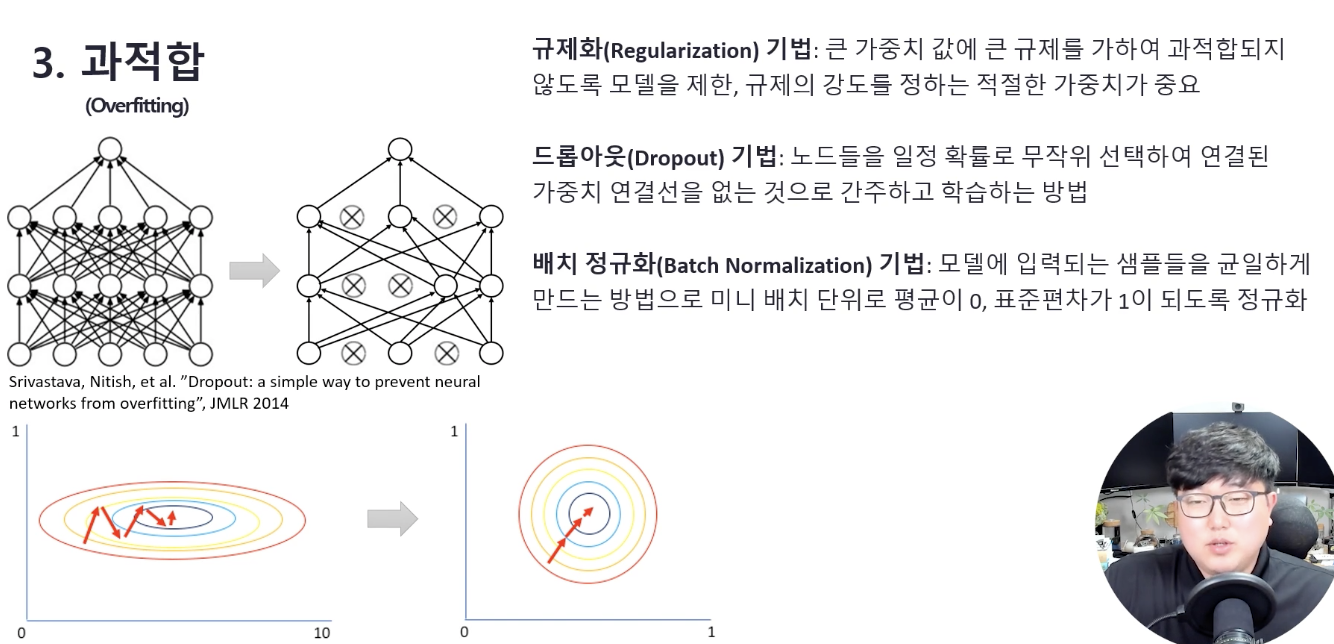 3. 과적합
(Overfitting)
규제화(Regularization) 기법: 큰 가중치 값에 큰 규제를 가하여 과적합되지
않도록 모델을 제한, 규제의 강도를 정하는 적절한 가중치가 중요
드롭아웃(Dropout) 기법: 노드들을 일정 확률로 무작위 선택하여 연결된
가중치 연결선을 없는 것으로 간주하고 학습하는 방법
배치 정규화(Batch Normalization) 기법: 모델에 입력되는 샘플들을 균일하게
만드는 방법으로 미니 배치 단위로 평균이 0, 표준편차가 1이 되도록 정규화
Srivastava, Nitish, et al. ”Dropout: a simple way to prevent neural
networks from overfitting”, JMLR 2014
1
0
10
1
0
1